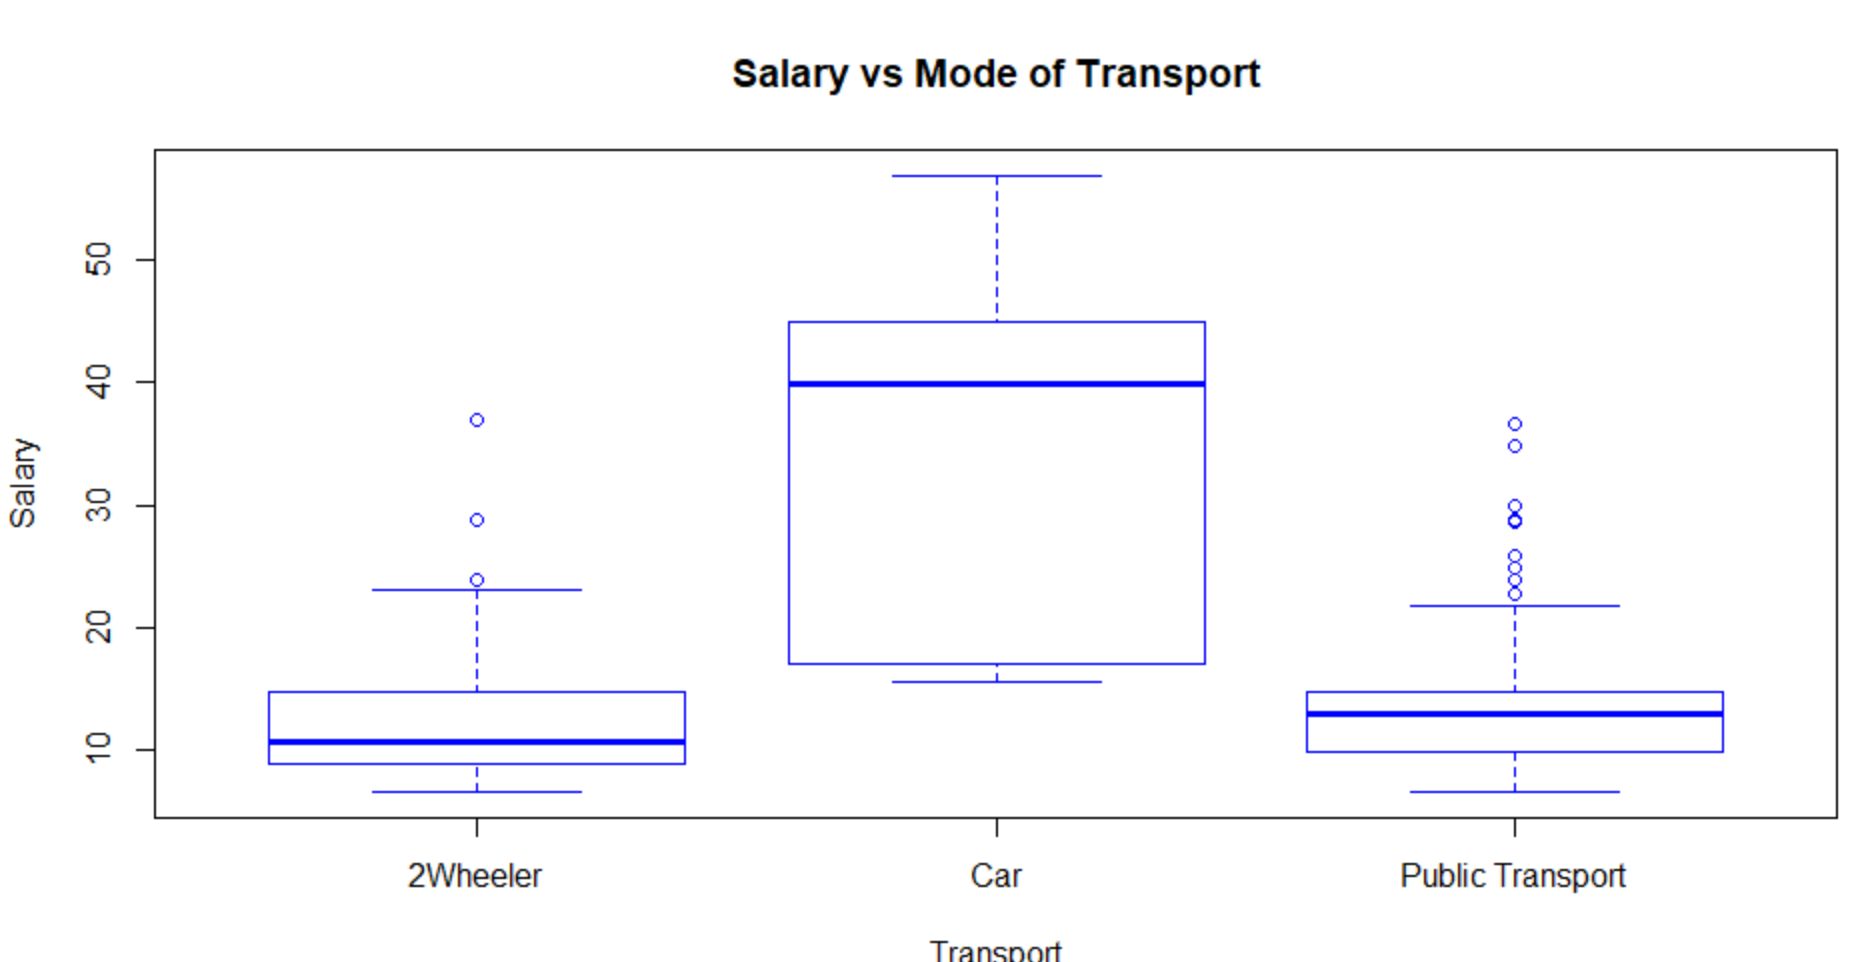 Salary vs Mode of Transport
Salary
50
40
30
20
10
2Wheeler Car Public Transport
Transport